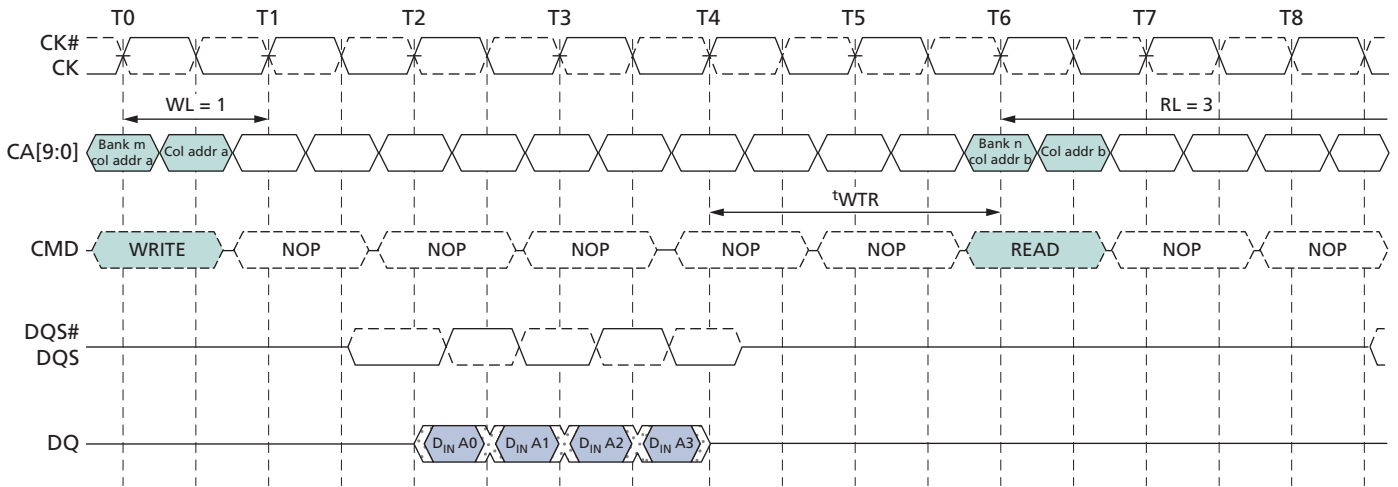 T0 T1 T2 T3 T4 T5 T6 T7 T8
CK#
CK
WL = 1 RL = 3
CA[9:0] Bank m col addr a Col addr a Bank n col addr b Col addr b
tWTR
CMD WRITE NOP NOP NOP NOP NOP READ NOP NOP
DQS#
DQS
DQ DIN A0 DIN A1 DIN A2 DIN A3